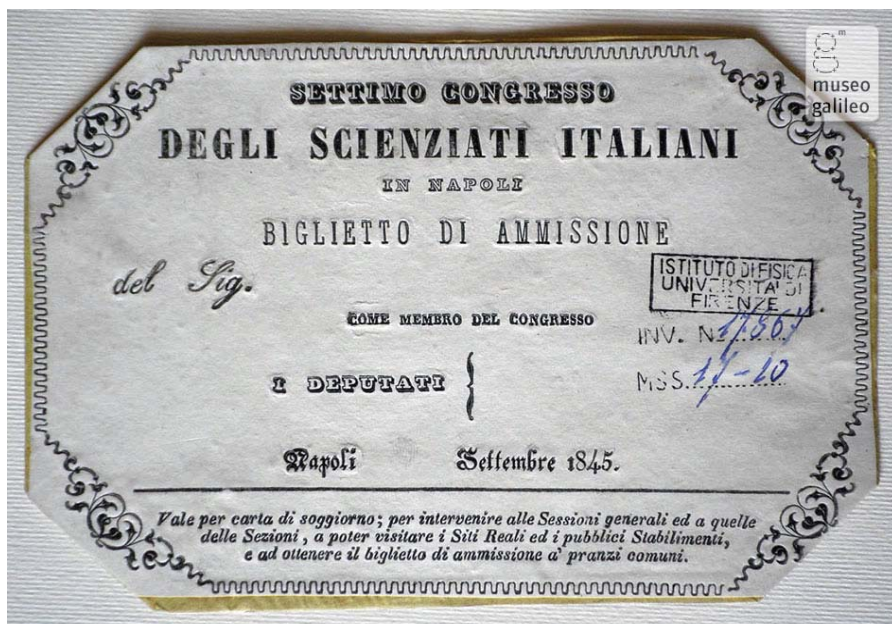 SETTIMO CONGRESSO
DEGLI SCIENZIATI ITALIANI
IN NAPOLI
BIGLIETTO DI AMMISSIONE
del Sig.
COME MEMBRO DEL CONGRESSO
I DEPUTATI {
Napoli Settembre 1845.
Vale per carta di soggiorno; per intervenire alle Sessioni generali ed a quelle
delle Sezioni, a poter visitare i Siti Reali ed i pubblici Stabilimenti,
e ad ottenere il biglietto di ammissione a' pranzi comuni.
ISTITUTO DI FISICA
UNIVERSITA' DI
FIRENZE
INV. N.
MSS. 17-20
museo
galileo